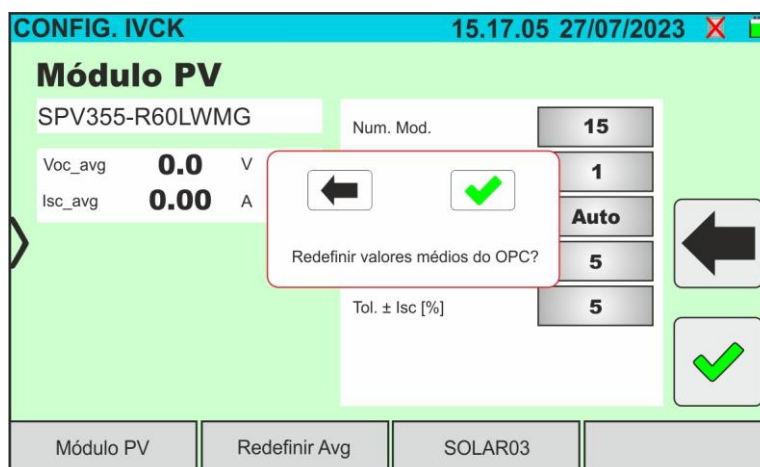 CONFIG. IVCK 15.17.05 27/07/2023
Módulo PV
SPV355-R60LWMG
Voc_avg 0.0 V
Isc_avg 0.00 A
Num. Mod. 15
1
Auto
Redefinir valores médios do OPC?
5
Tol. ± Isc [%] 5
Módulo PV Redefinir Avg SOLAR03